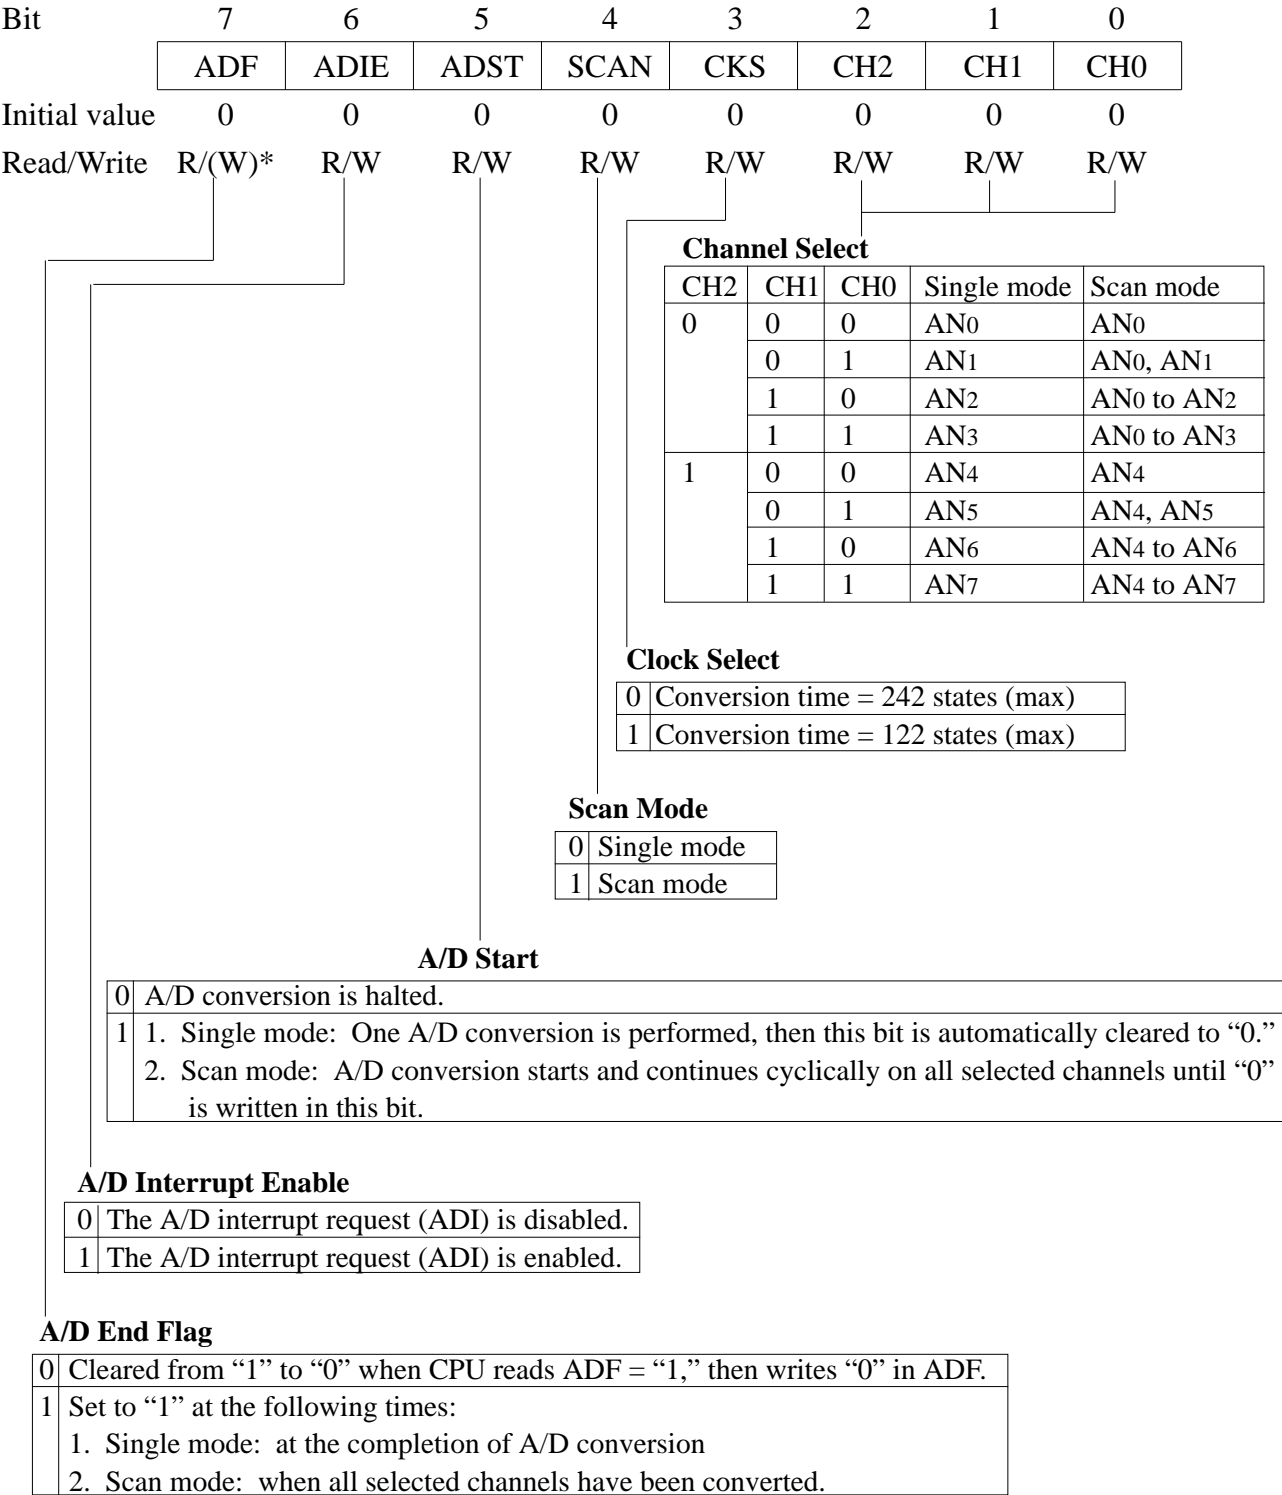 Bit 7 6 5 4 3 2 1 0
ADF ADIE ADST SCAN CKS CH2 CH1 CH0
Initial value 0 0 0 0 0 0 0 0
Read/Write R/(W)* R/W R/W R/W R/W R/W R/W R/W
Channel Select
CH2 CH1 CH0 Single mode Scan mode
0 0 0 AN0 AN0
0 1 AN1 AN0, AN1
1 0 AN2 AN0 to AN2
1 1 AN3 AN0 to AN3
1 0 0 AN4 AN4
0 1 AN5 AN4, AN5
1 0 AN6 AN4 to AN6
1 1 AN7 AN4 to AN7
Clock Select
0 Conversion time = 242 states (max)
1 Conversion time = 122 states (max)
Scan Mode
0 Single mode
1 Scan mode
A/D Start
0 A/D conversion is halted.
1 1. Single mode: One A/D conversion is performed, then this bit is automatically cleared to “0.”
2. Scan mode: A/D conversion starts and continues cyclically on all selected channels until “0”
is written in this bit.
A/D Interrupt Enable
0 The A/D interrupt request (ADI) is disabled.
1 The A/D interrupt request (ADI) is enabled.
A/D End Flag
0 Cleared from “1” to “0” when CPU reads ADF = “1,” then writes “0” in ADF.
1 Set to “1” at the following times:
1. Single mode: at the completion of A/D conversion
2. Scan mode: when all selected channels have been converted.